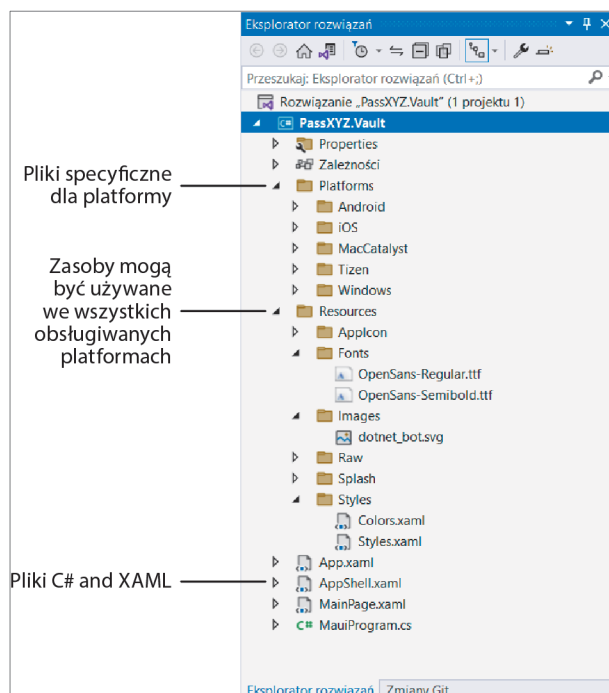 Eksplorator rozwiązań
Przeszukaj: Eksplorator rozwiązań (Ctrl+;)
Rozwiązanie „PassXYZ.Vault" (1 projektu 1)
C# PassXYZ.Vault
Properties
Zależności
Pliki specyficzne
dla platformy
Platforms
Android
iOS
MacCatalyst
Tizen
Windows
Zasoby mogą
być używane
we wszystkich
obsługiwanych
platformach
Resources
AppIcon
Fonts
OpenSans-Regular.ttf
OpenSans-Semibold.ttf
Images
dotnet_bot.svg
Raw
Splash
Styles
Colors.xaml
Styles.xaml
App.xaml
Pliki C# and XAML
AppShell.xaml
MainPage.xaml
C# MauiProgram.cs
Eksplorator rozwiązań Zmiany Git